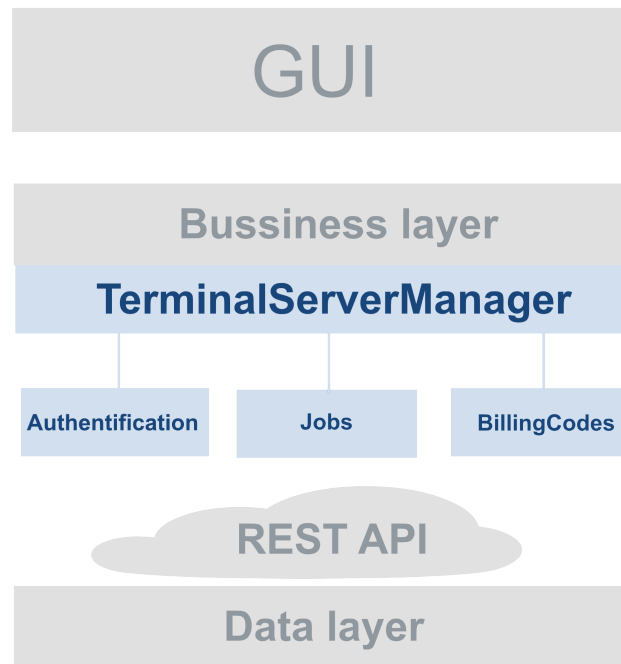 GUI
Bussiness layer
TerminalServerManager
Authentification
Jobs
BillingCodes
REST API
Data layer